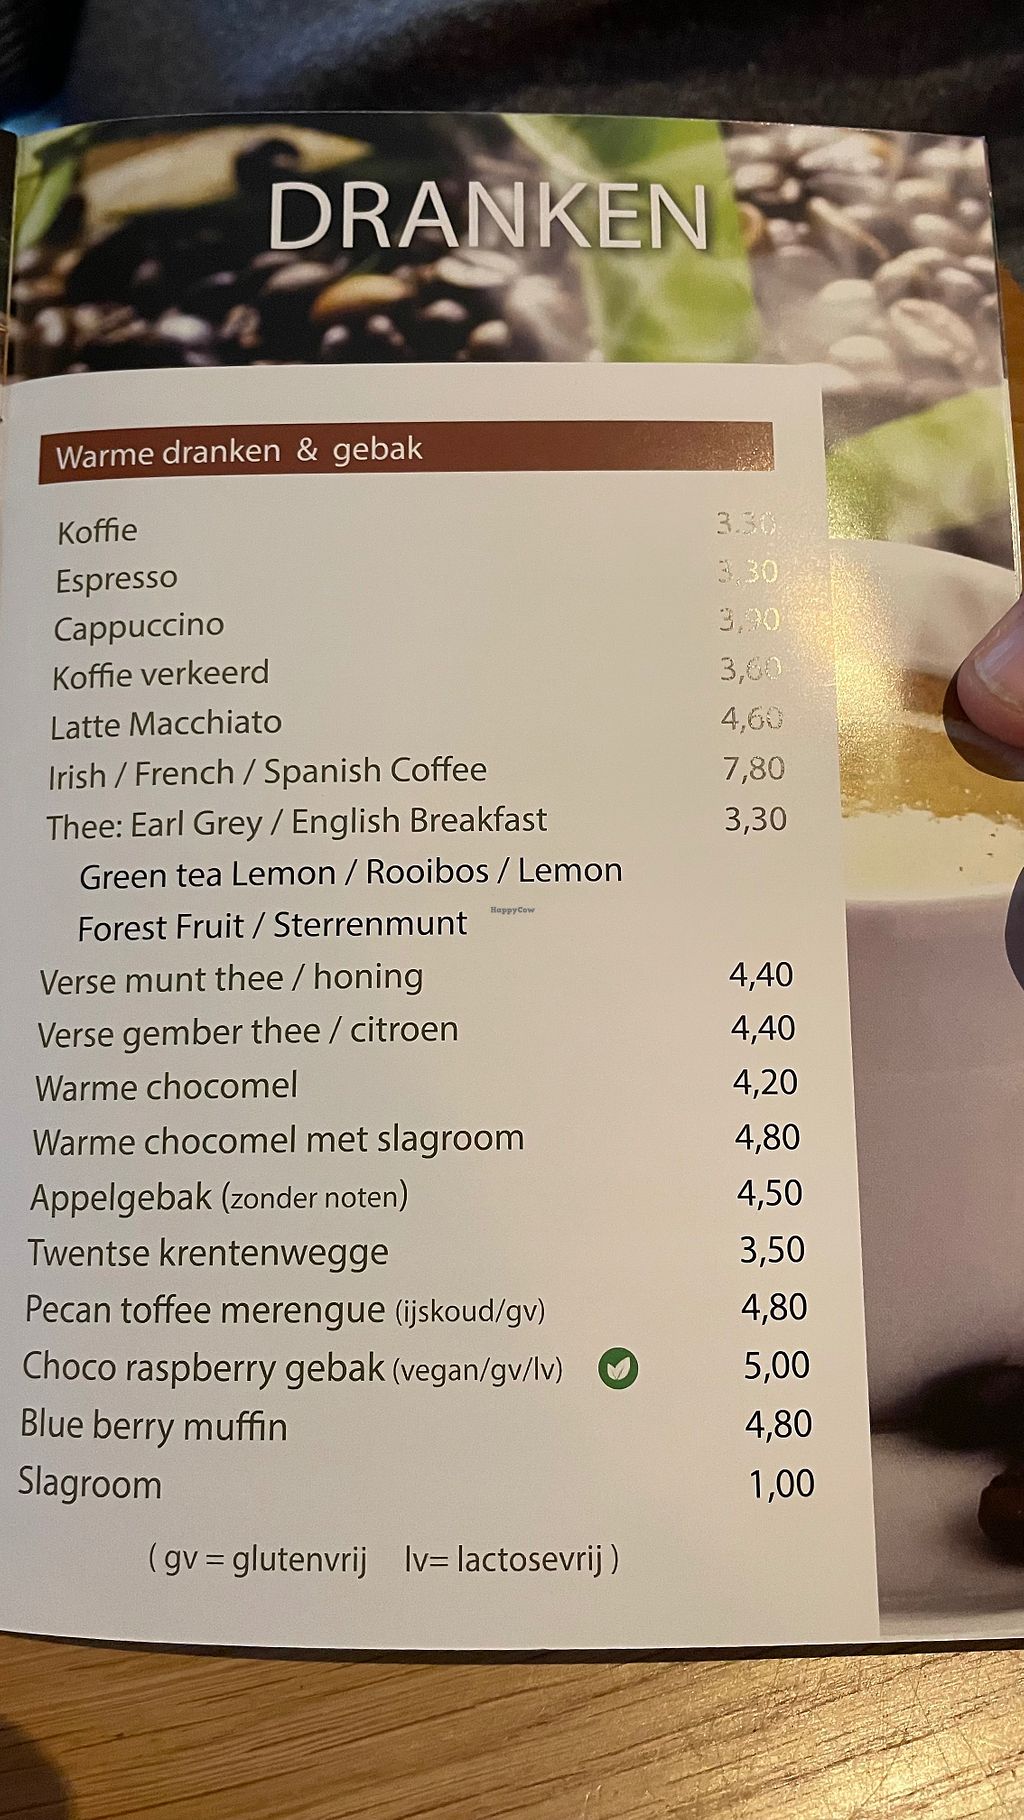 DRANKEN
Warme dranken & gebak
Koffie 3.30
Espresso 3,30
Cappuccino 3,90
Koffie verkeerd 3,60
Latte Macchiato 4,60
Irish / French / Spanish Coffee 7,80
Thee: Earl Grey / English Breakfast 3,30
Green tea Lemon / Rooibos / Lemon
Forest Fruit / Sterrenmunt
HappyCow
Verse munt thee / honing 4,40
Verse gember thee / citroen 4,40
Warme chocomel 4,20
Warme chocomel met slagroom 4,80
Appelgebak (zonder noten) 4,50
Twentse krentenwegge 3,50
Pecan toffee merengue (ijskoud/gv) 4,80
Choco raspberry gebak (vegan/gv/lv) 5,00
Blue berry muffin 4,80
Slagroom 1,00
( gv = glutenvrij lv= lactosevrij )